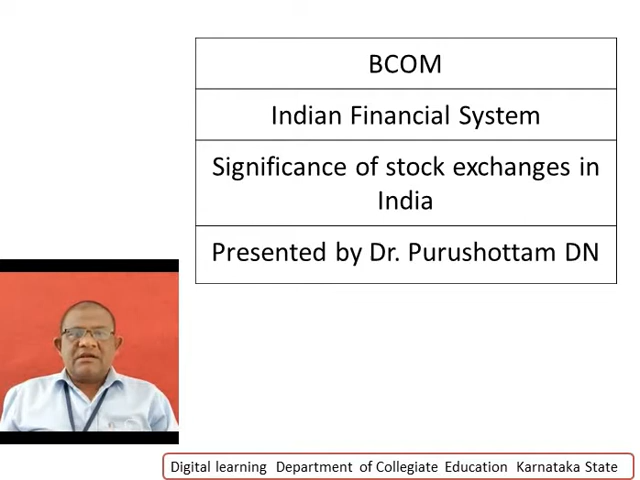 BCOM
Indian Financial System
Significance of stock exchanges in
India
Presented by Dr. Purushottam DN
Digital learning Department of Collegiate Education Karnataka State